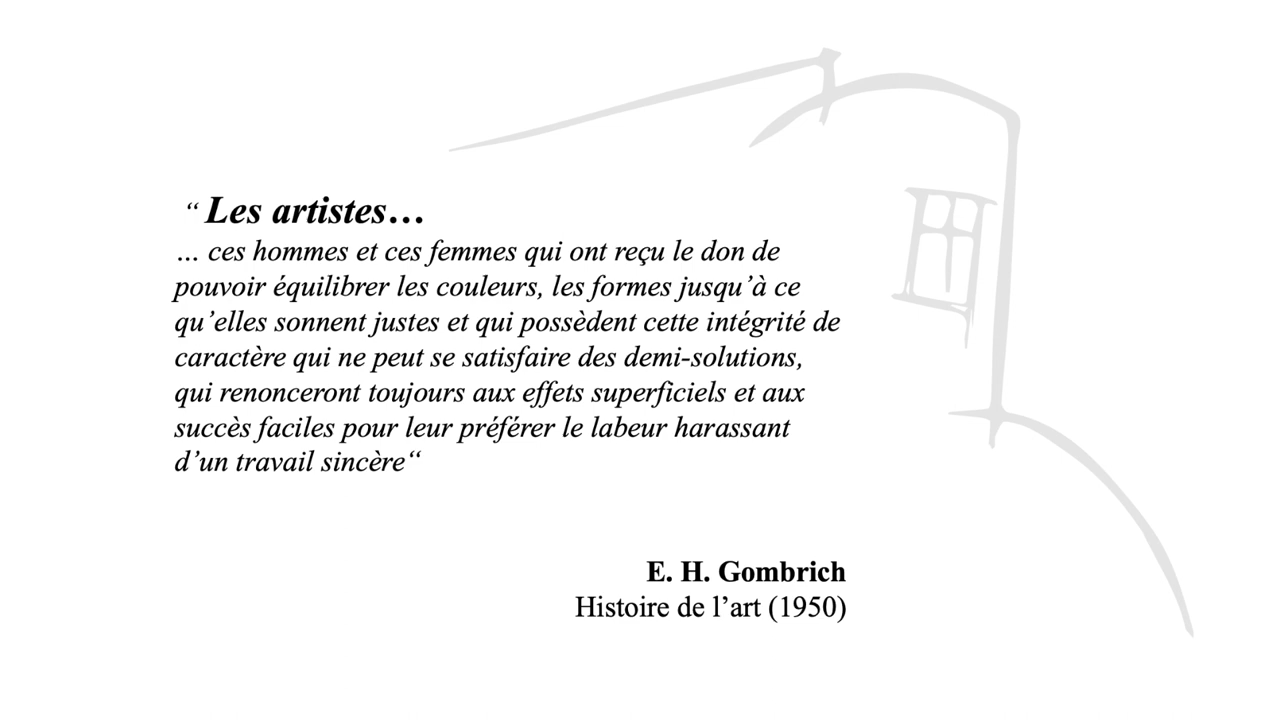 “ Les artistes…
... ces hommes et ces femmes qui ont reçu le don de
pouvoir équilibrer les couleurs, les formes jusqu’à ce
qu’elles sonnent justes et qui possèdent cette intégrité de
caractère qui ne peut se satisfaire des demi-solutions,
qui renonceront toujours aux effets superficiels et aux
succès faciles pour leur préférer le labeur harassant
d’un travail sincère“
E. H. Gombrich
Histoire de l’art (1950)